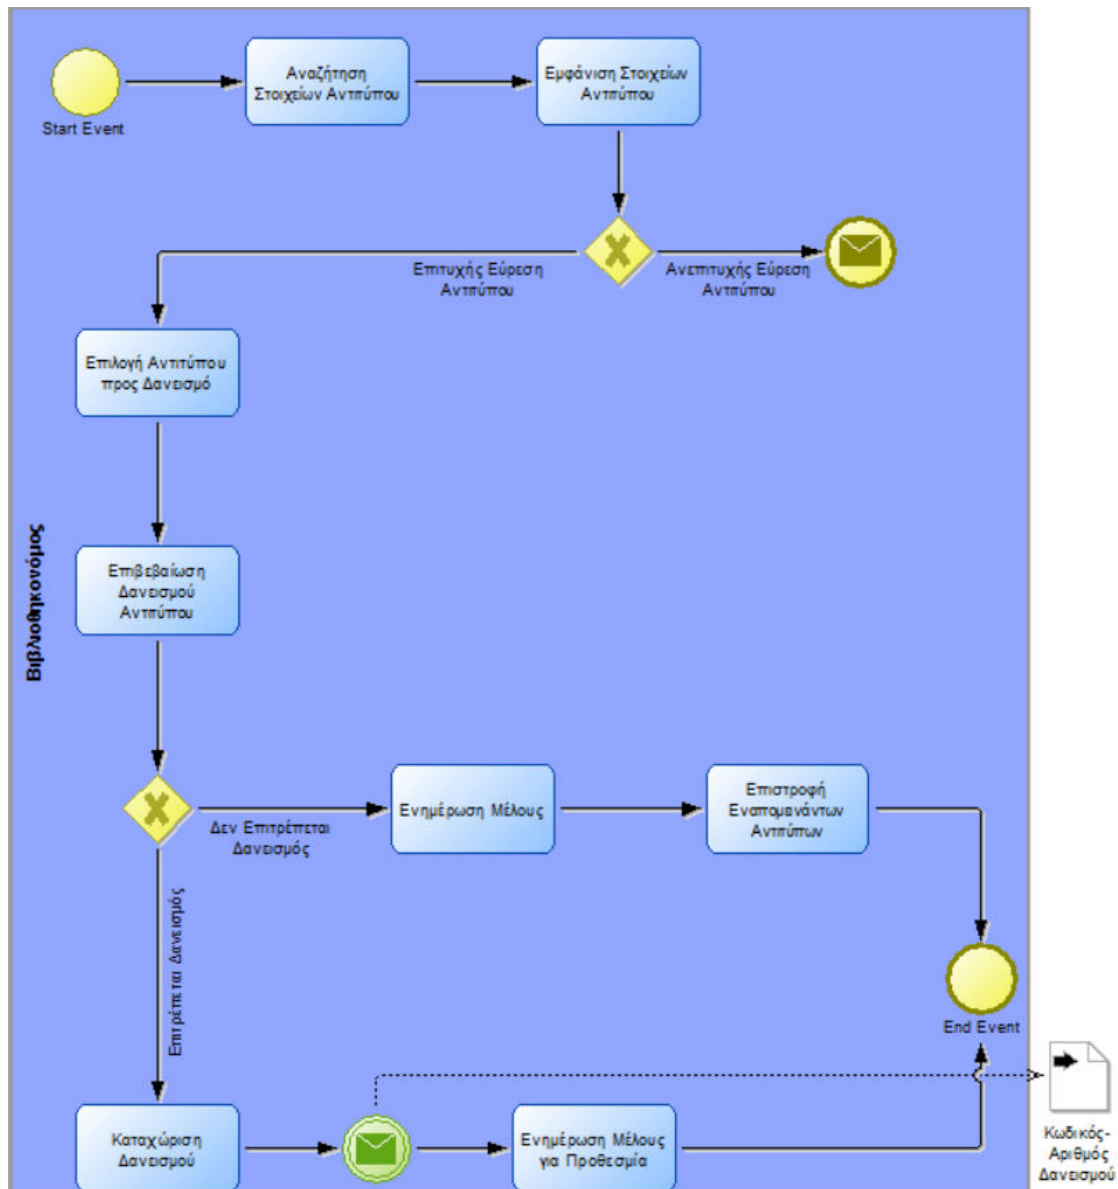 Αναζήτηση
Στοιχείων Αντιτύπου
Εμφάνιση Στοιχείων
Αντιτύπου
Start Event
Επιτυχής Εύρεση
Αντιτύπου
Ανεπιτυχής Εύρεση
Αντιτύπου
Επιλογή Αντιτύπου
προς Δανεισμό
Βιβλιοθηκονόμος
Επιβεβαίωση
Δανεισμού
Αντιτύπου
Δεν Επιτρέπεται
Δανεισμός
Ενημέρωση Μέλους
Επιστροφή
Εναπομενάντων
Αντιτύπων
Επιτρέπεται Δανεισμός
End Event
Καταχώριση
Δανεισμού
Ενημέρωση Μέλους
για Προθεσμία
Κωδικός-
Αριθμός
Δανεισμού